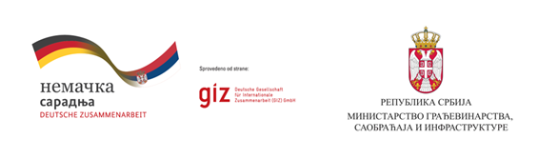 немачка
сарадња
DEUTSCHE ZUSAMMENARBEIT
Sprovedeno od strane:
giz
Deutsche Gesellschaft
für Internationale
Zusammenarbeit (GIZ) GmbH
РЕПУБЛИКА СРБИЈА
МИНИСТАРСТВО ГРАЂЕВИНАРСТВА,
САОБРАЋАЈА И ИНФРАСТРУКТУРЕ